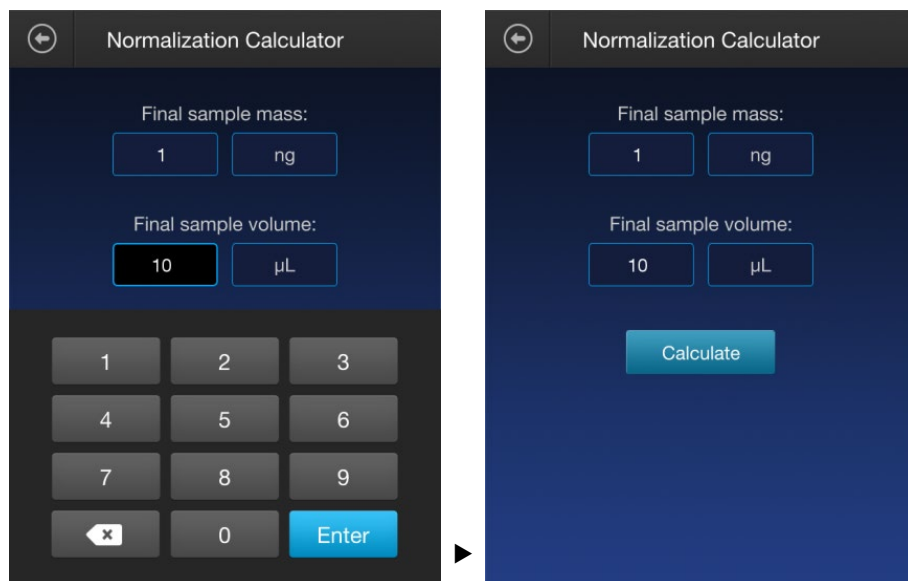 Normalization Calculator
Final sample mass:
1 ng
Final sample volume:
10 µL
1 2 3
4 5 6
7 8 9
0 Enter
Normalization Calculator
Final sample mass:
1 ng
Final sample volume:
10 µL
Calculate